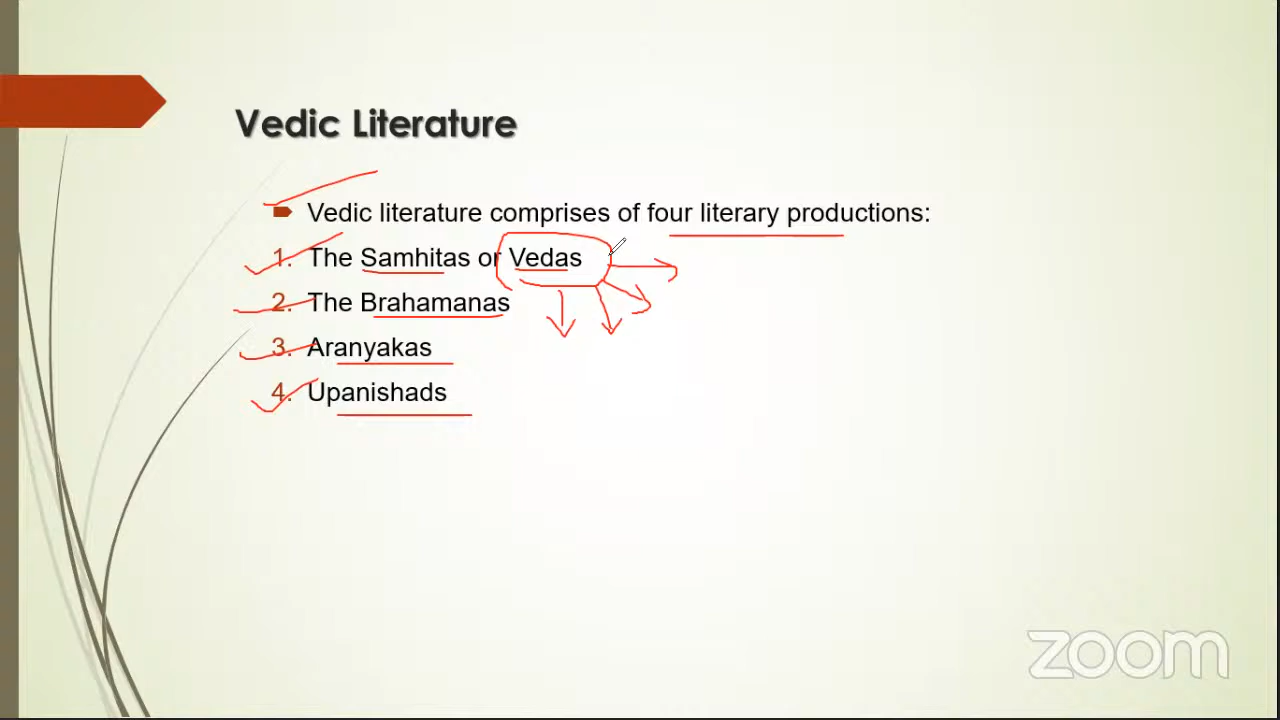 Vedic Literature
Vedic literature comprises of four literary productions:
1. The Samhitas or Vedas
2. The Brahamanas
3. Aranyakas
4. Upanishads
zoom